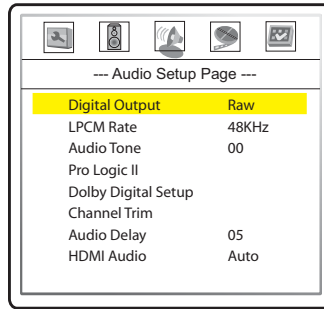 --- Audio Setup Page ---
Digital Output Raw
LPCM Rate 48KHz
Audio Tone 00
Pro Logic II
Dolby Digital Setup
Channel Trim
Audio Delay 05
HDMI Audio Auto